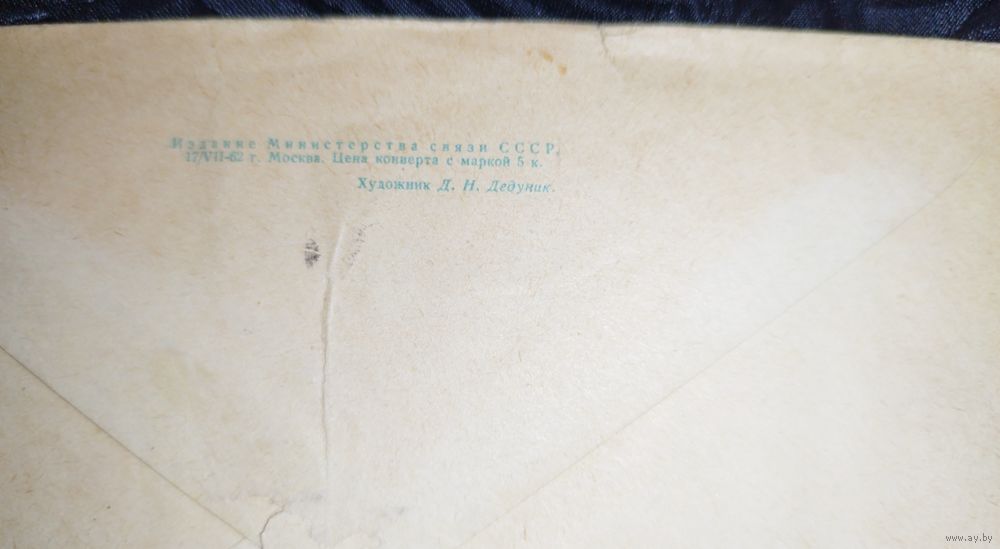 Издание Министерства связи СССР.
17/VII-62 г. Москва. Цена конверта с маркой 5 к.
Художник Д. Н. Дедуник.
www.ay.by